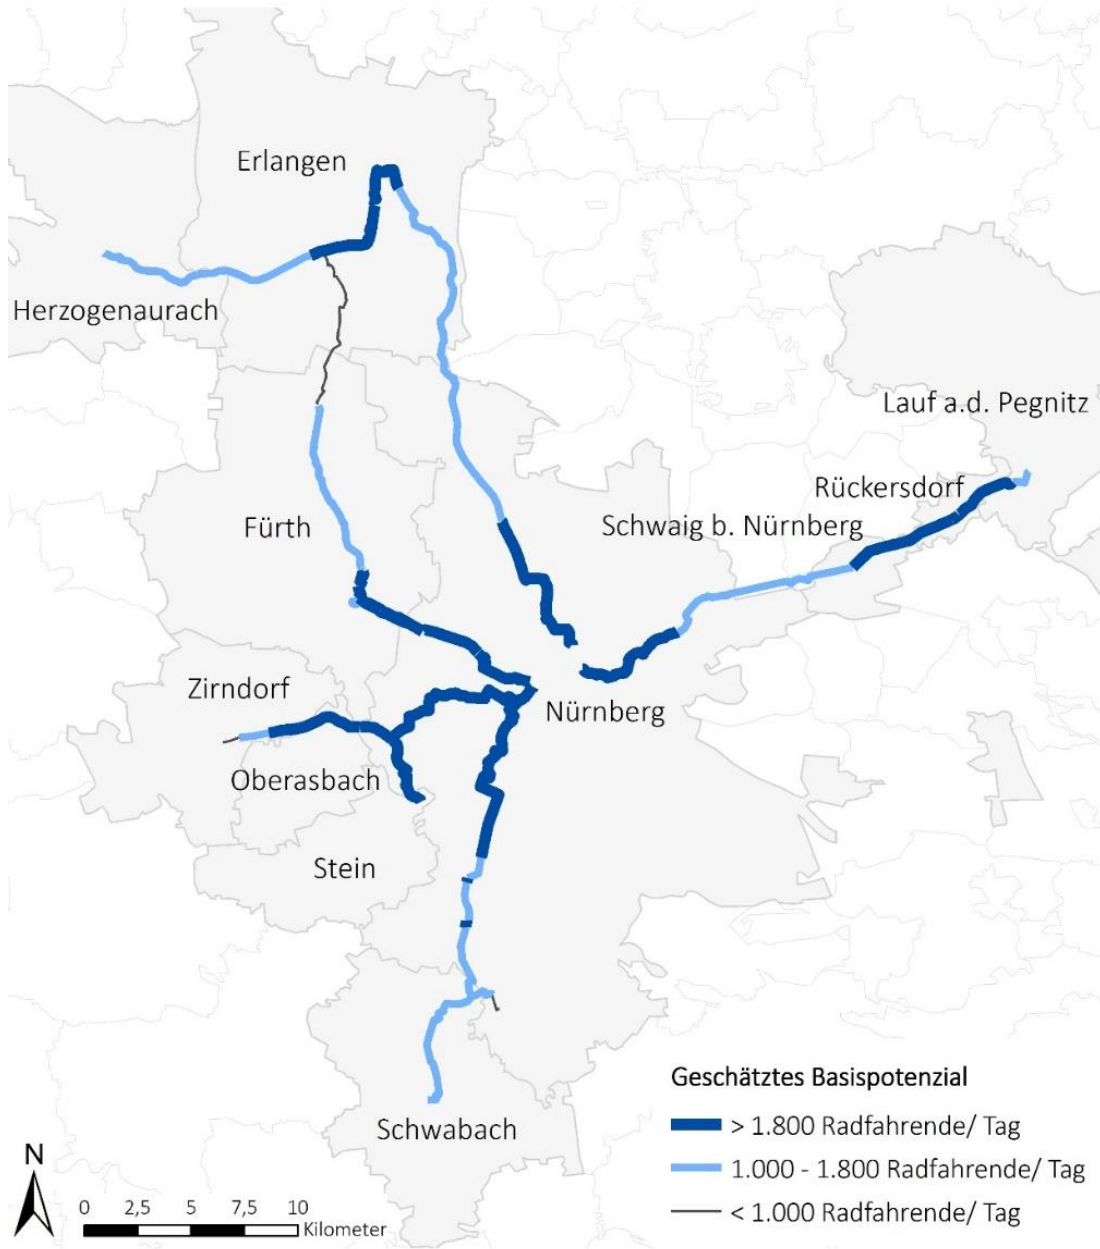 Erlangen
Herzogenaurach
Lauf a.d. Pegnitz
Rückersdorf
Schwaig b. Nürnberg
Fürth
Zirndorf
Nürnberg
Oberasbach
Stein
Schwabach
Geschätztes Basispotenzial
> 1.800 Radfahrende/ Tag
1.000 - 1.800 Radfahrende/ Tag
< 1.000 Radfahrende/ Tag
N
0 2,5 5 7,5 10
Kilometer